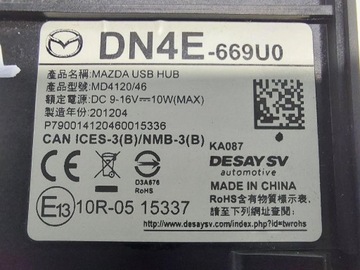 DN4E-669U0
產品名稱:MAZDA USB HUB
產品型號:MD4120/46
額定電源:DC 9-16V⎓10W(MAX)
製造年份:201204
P790014120460015336
CAN ICES-3(B)/NMB-3(B)
KA087
DESAY SV
automotive
D3A876
RoHS
MADE IN CHINA
RoHS含有物質標示表
請至下列網址查閱:
E13 10R-05 15337
http://www.desaysv.com/en/index.php?id=twrohs